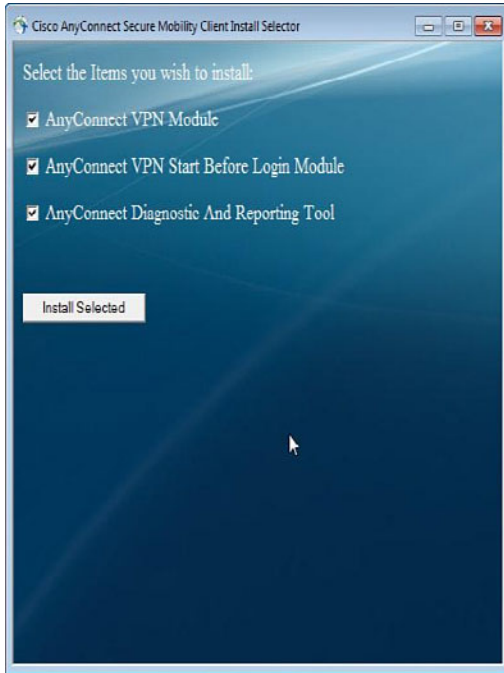 Cisco AnyConnect Secure Mobility Client Install Selector
Select the Items you wish to install:
AnyConnect VPN Module
AnyConnect VPN Start Before Login Module
AnyConnect Diagnostic And Reporting Tool
Install Selected